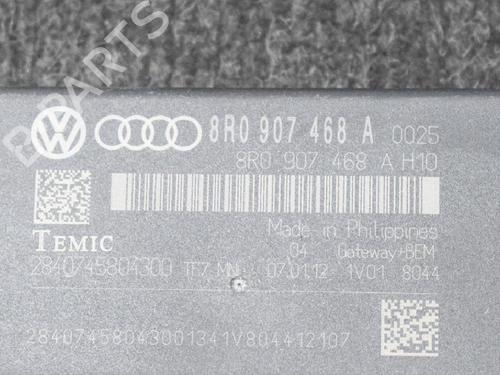 B-PARTS
8R0 907 468 A 0025
8R0 907 468 A H10
Made in Philippines
TEMIC 04 Gateway+BEM
2840745804300 TF7 MN 07.01.12 1V01 8044
28407458043001341V804412107